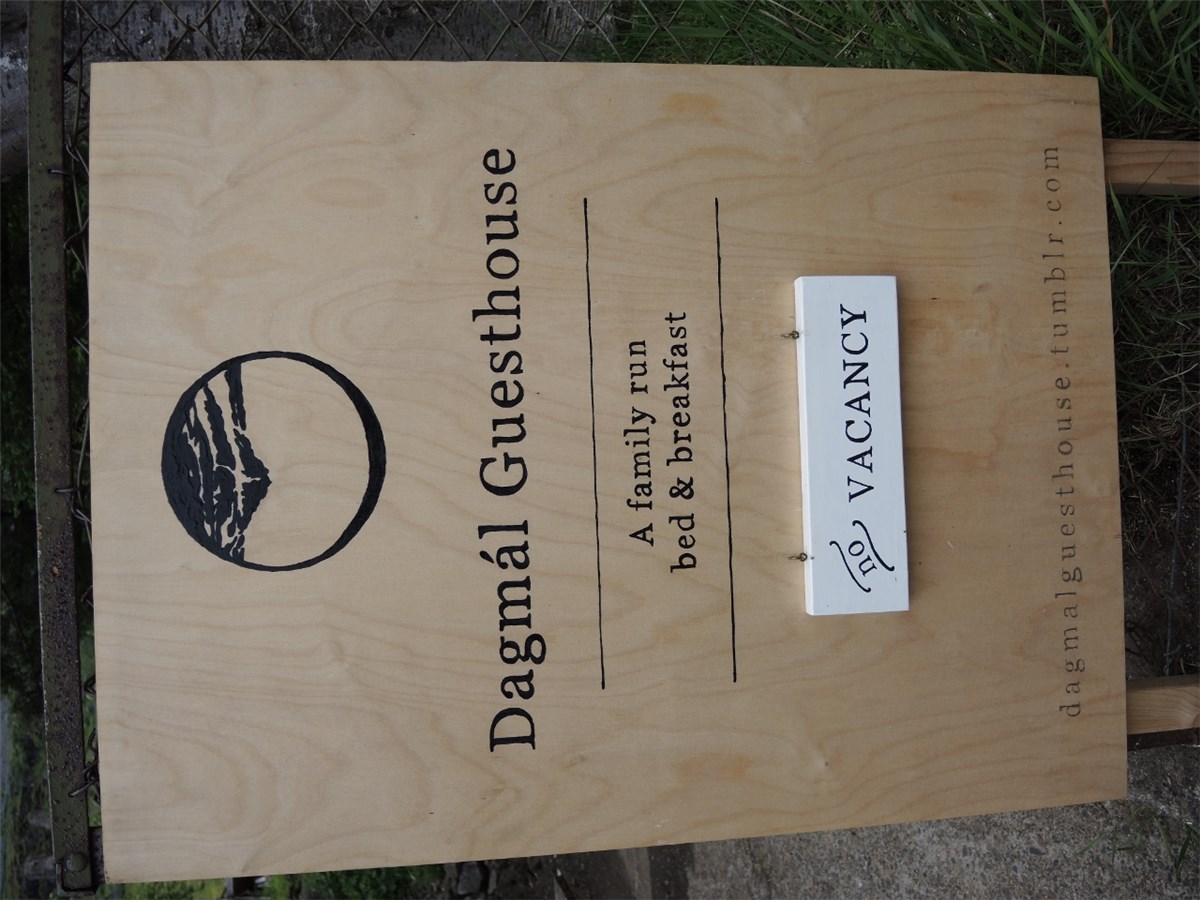 Dagmál Guesthouse
A family run
bed & breakfast
no VACANCY
dagmalguesthouse.tumblr.com